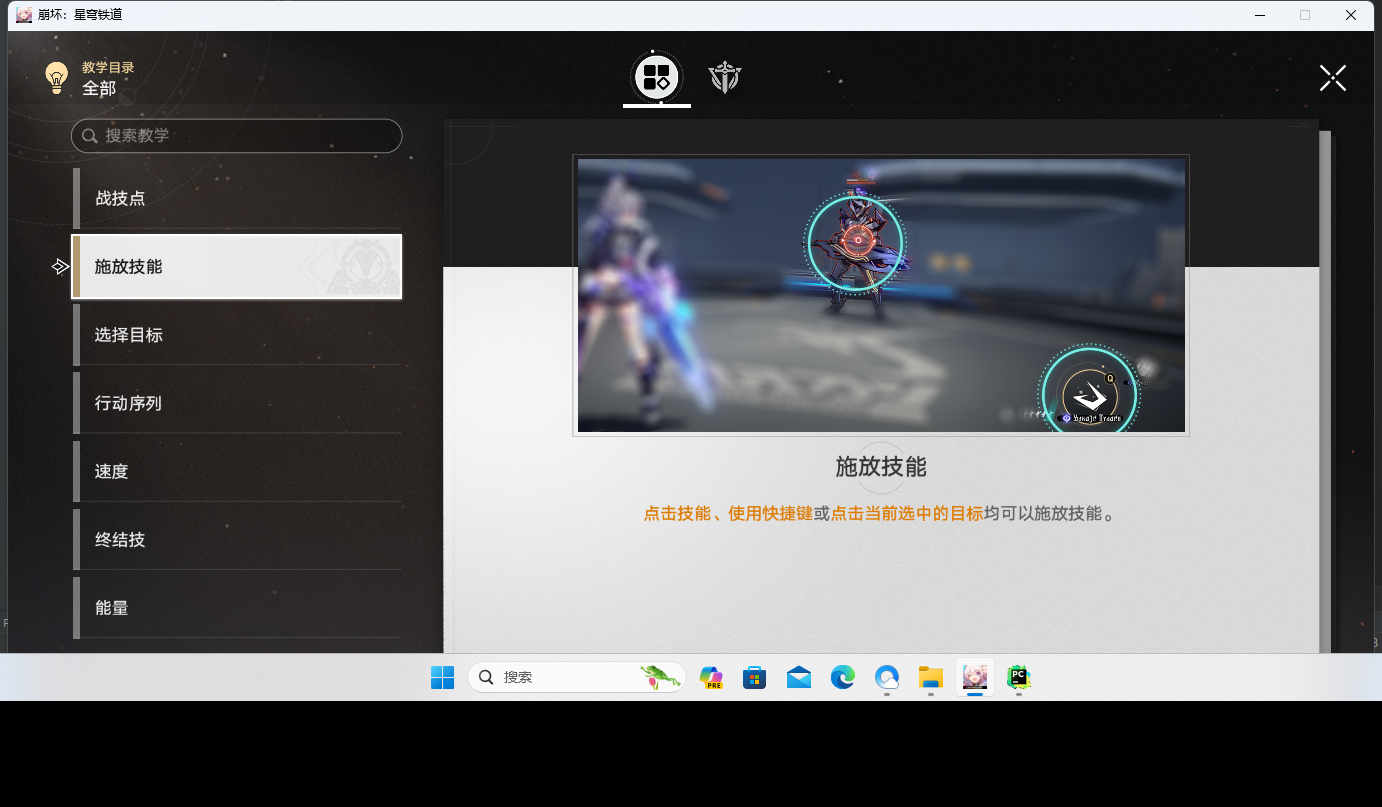 崩坏：星穹铁道
教学目录
全部
搜索教学
战技点
施放技能
选择目标
行动序列
速度
终结技
能量
Q
施放技能
点击技能、使用快捷键或点击当前选中的目标均可以施放技能。
搜索
PRE
PC